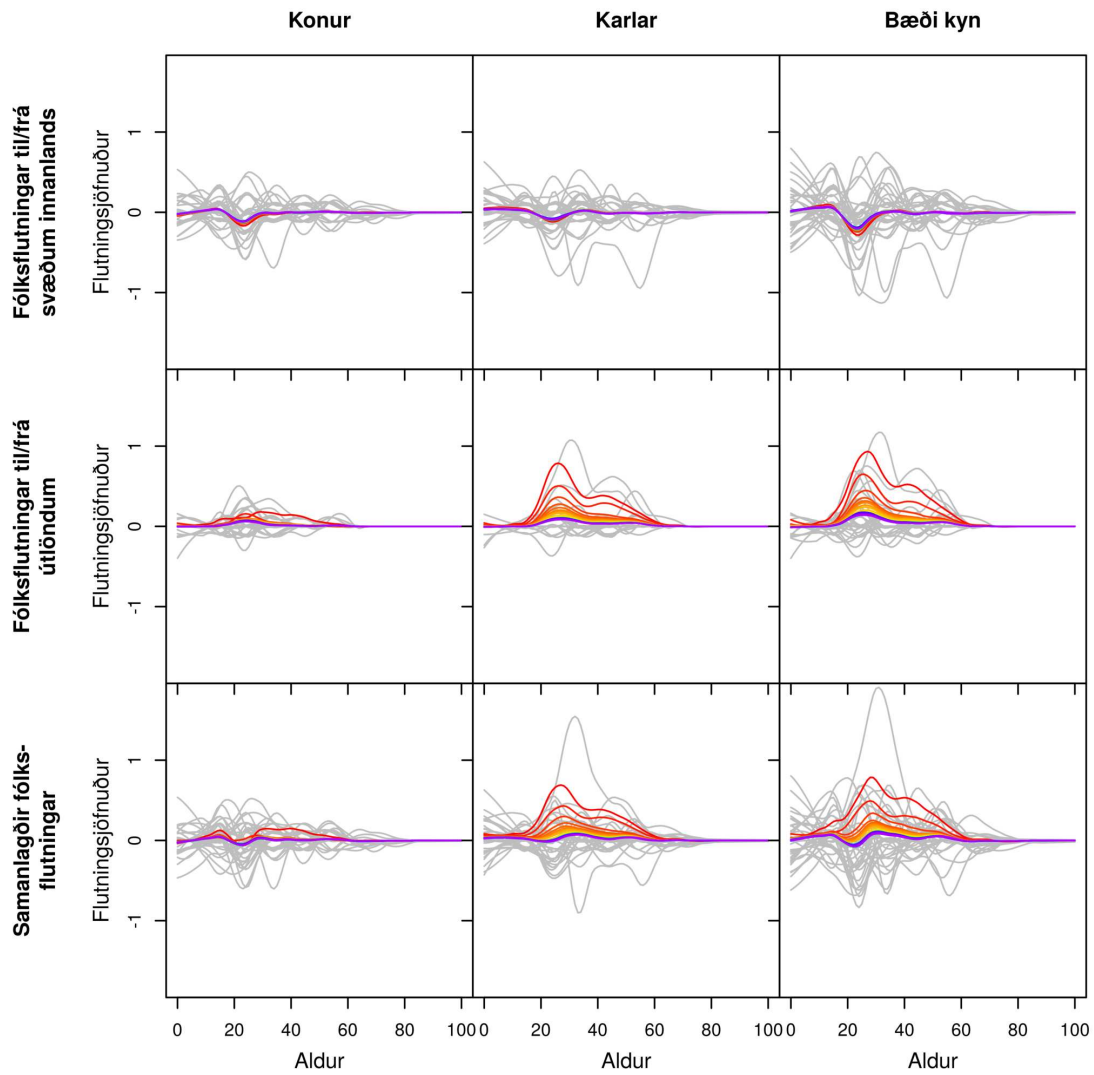 Konur
Karlar
Bæði kyn
Fólksflutningar til/frá
svæðum innanlands
Flutningsjöfnuður
1
0
-1
Fólksflutningar til/frá
útlöndum
Flutningsjöfnuður
1
0
-1
Samanlagðir fólks-
flutningar
Flutningsjöfnuður
1
0
-1
0 20 40 60 80 100
0 20 40 60 80 100
0 20 40 60 80 100
Aldur
Aldur
Aldur